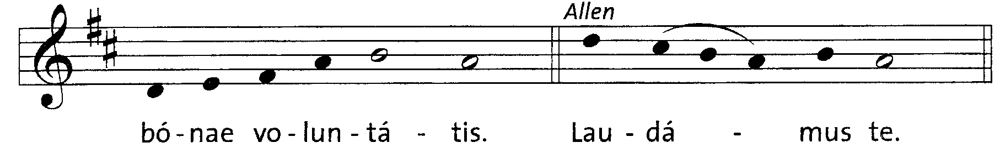 Allen
bó - nae vo - lun - tá - tis. Lau - dá - mus te.